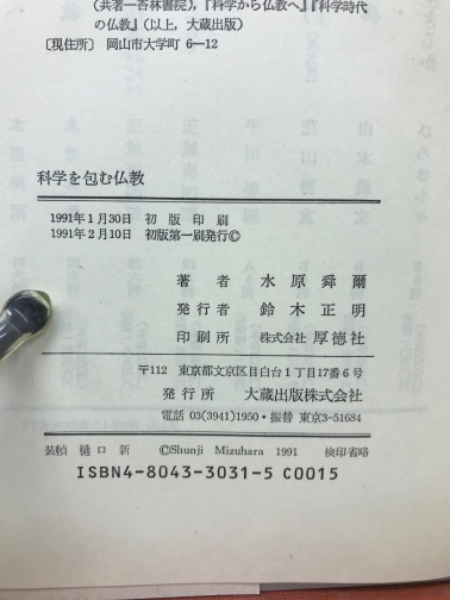 (共著―杏林書院),『科学から仏教へ』『科学時代
の仏教』(以上,大蔵出版)
〔現住所〕 岡山市大学町 6―12
科学を包む仏教
1991年1月30日 初版印刷
1991年2月10日 初版第一刷発行©
著者 水原舜爾
発行者 鈴木正明
印刷所 株式会社 厚徳社
〒112 東京都文京区目白台1丁目17番6号
発行所 大蔵出版株式会社
電話 03(3941)1950・振替 東京3-51684
装幀 樋口新 ©Shunji Mizuhara 1991 検印省略
ISBN4-8043-3031-5 C0015